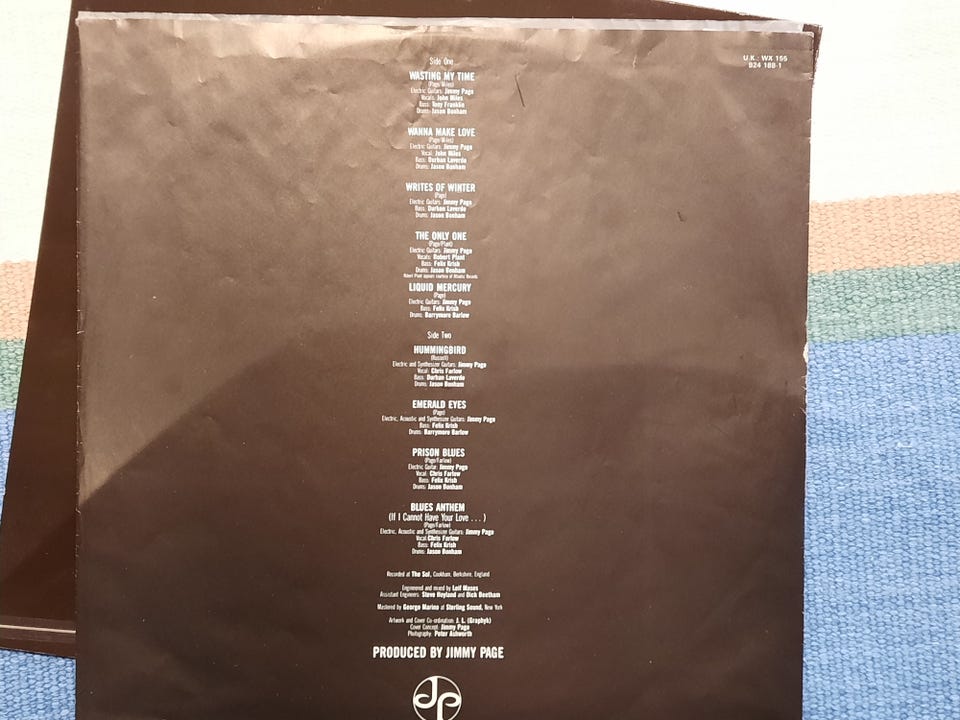 U.K.: WX 155
924 188-1
Side One
WASTING MY TIME
(Page/Miles)
Electric Guitars: Jimmy Page
Vocals: John Miles
Bass: Tony Franklin
Drums: Jason Bonham
WANNA MAKE LOVE
(Page/Miles)
Electric Guitars: Jimmy Page
Vocal: John Miles
Bass: Durban Laverde
Drums: Jason Bonham
WRITES OF WINTER
(Page)
Electric Guitars: Jimmy Page
Bass: Durban Laverde
Drums: Jason Bonham
THE ONLY ONE
(Page/Plant)
Electric Guitars: Jimmy Page
Vocals: Robert Plant
Bass: Felix Krish
Drums: Jason Bonham
Robert Plant appears courtesy of Atlantic Records
LIQUID MERCURY
(Page)
Electric Guitars: Jimmy Page
Bass: Felix Krish
Drums: Barrymore Barlow
Side Two
HUMMINGBIRD
(Russell)
Electric and Synthesizer Guitars: Jimmy Page
Vocal: Chris Farlow
Bass: Durban Laverde
Drums: Jason Bonham
EMERALD EYES
(Page)
Electric, Acoustic and Synthesizer Guitars: Jimmy Page
Bass: Felix Krish
Drums: Barrymore Barlow
PRISON BLUES
(Page/Farlow)
Electric Guitar: Jimmy Page
Vocal: Chris Farlow
Bass: Felix Krish
Drums: Jason Bonham
BLUES ANTHEM
(If I Cannot Have Your Love . . . )
(Page/Farlow)
Electric, Acoustic and Synthesizer Guitars: Jimmy Page
Vocal: Chris Farlow
Bass: Felix Krish
Drums: Jason Bonham
Recorded at The Sol, Cookham, Berkshire, England
Engineered and mixed by Leif Mases
Assistant Engineers: Steve Hoyland and Dick Beetham
Mastered by George Marino at Sterling Sound, New York
Artwork and Cover Co-ordination: J. L. (Graphyk)
Cover Concept: Jimmy Page
Photography: Peter Ashworth
PRODUCED BY JIMMY PAGE
JP